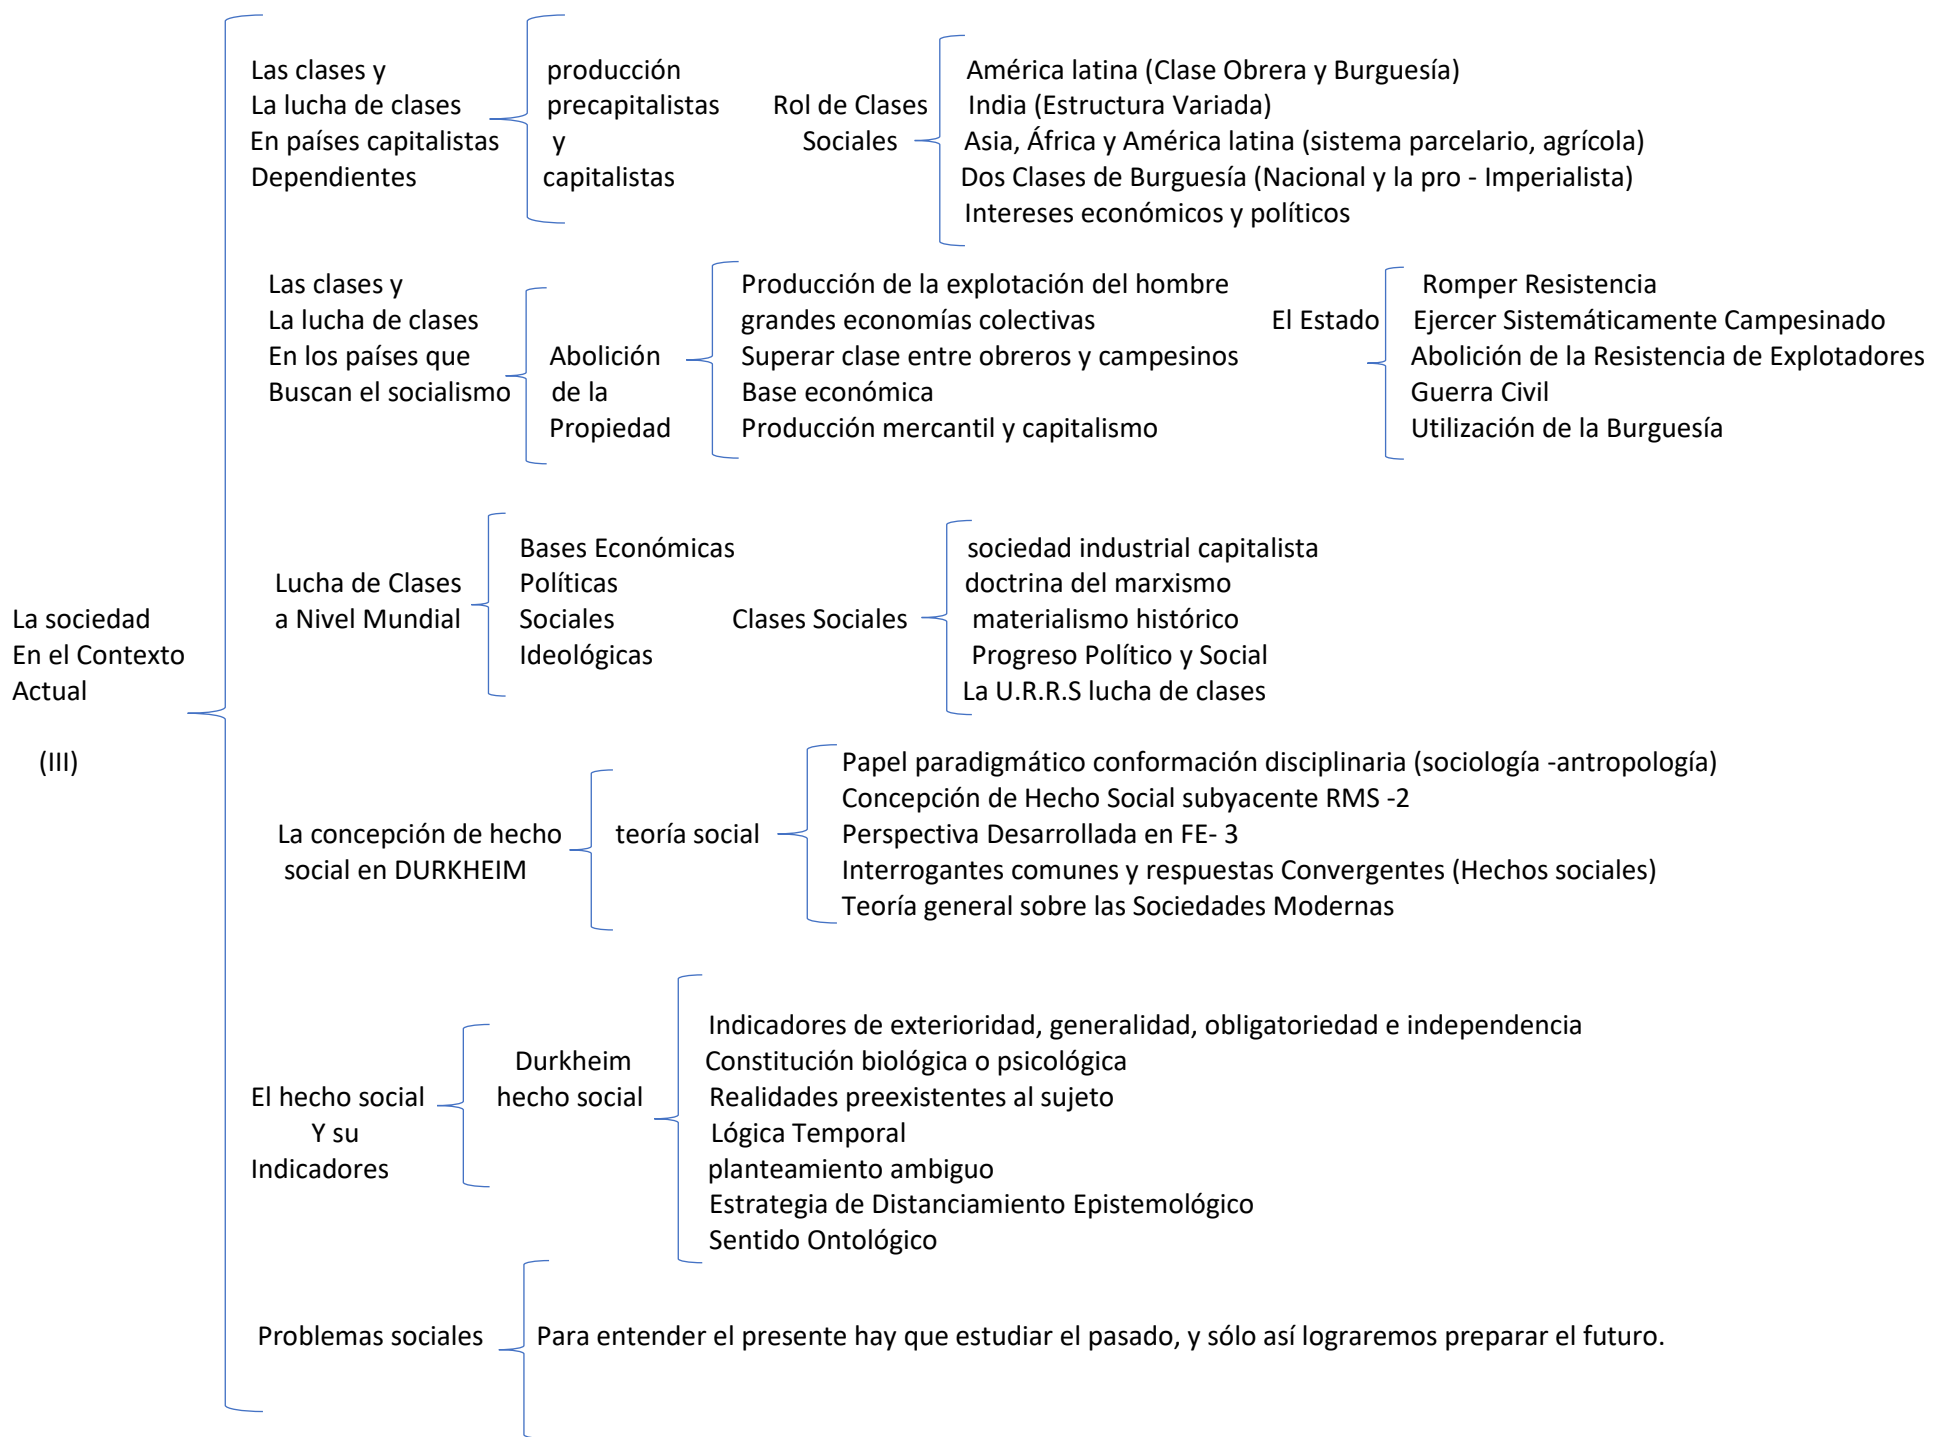 La sociedad
En el Contexto
Actual
(III)
Las clases y
La lucha de clases
En países capitalistas
Dependientes
producción
precapitalistas
y
capitalistas
Rol de Clases
Sociales
América latina (Clase Obrera y Burguesía)
India (Estructura Variada)
Asia, África y América latina (sistema parcelario, agrícola)
Dos Clases de Burguesía (Nacional y la pro - Imperialista)
Intereses económicos y políticos
Las clases y
La lucha de clases
En los países que
Buscan el socialismo
Abolición
de la
Propiedad
Producción de la explotación del hombre
grandes economías colectivas
Superar clase entre obreros y campesinos
Base económica
Producción mercantil y capitalismo
El Estado
Romper Resistencia
Ejercer Sistemáticamente Campesinado
Abolición de la Resistencia de Explotadores
Guerra Civil
Utilización de la Burguesía
Lucha de Clases
a Nivel Mundial
Bases Económicas
Políticas
Sociales
Ideológicas
Clases Sociales
sociedad industrial capitalista
doctrina del marxismo
materialismo histórico
Progreso Político y Social
La U.R.R.S lucha de clases
La concepción de hecho
social en DURKHEIM
teoría social
Papel paradigmático conformación disciplinaria (sociología -antropología)
Concepción de Hecho Social subyacente RMS -2
Perspectiva Desarrollada en FE- 3
Interrogantes comunes y respuestas Convergentes (Hechos sociales)
Teoría general sobre las Sociedades Modernas
El hecho social
Y su
Indicadores
Durkheim
hecho social
Indicadores de exterioridad, generalidad, obligatoriedad e independencia
Constitución biológica o psicológica
Realidades preexistentes al sujeto
Lógica Temporal
planteamiento ambiguo
Estrategia de Distanciamiento Epistemológico
Sentido Ontológico
Problemas sociales
Para entender el presente hay que estudiar el pasado, y sólo así lograremos preparar el futuro.